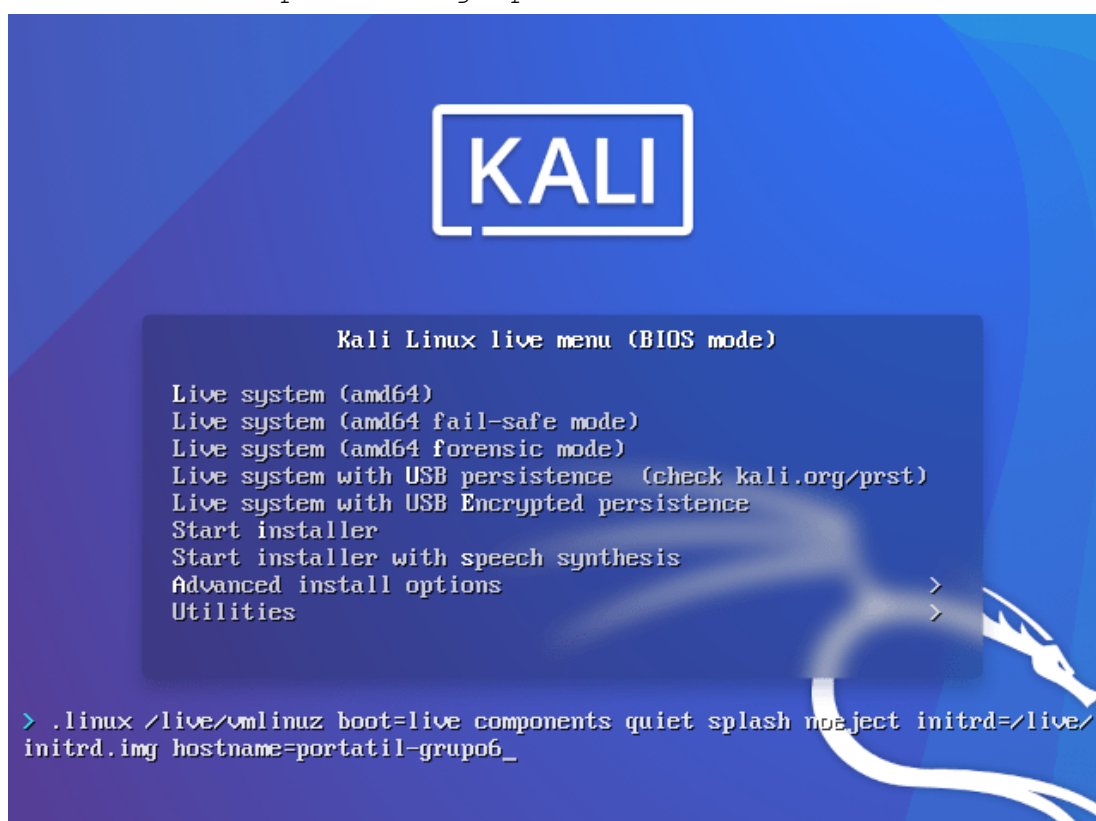 KALI
Kali Linux live menu (BIOS mode)
Live system (amd64)
Live system (amd64 fail-safe mode)
Live system (amd64 forensic mode)
Live system with USB persistence (check kali.org/prst)
Live system with USB Encrypted persistence
Start installer
Start installer with speech synthesis
Advanced install options >
Utilities >
> .linux /live/vmlinuz boot=live components quiet splash noeject initrd=/live/
initrd.img hostname=portatil-grupo6_